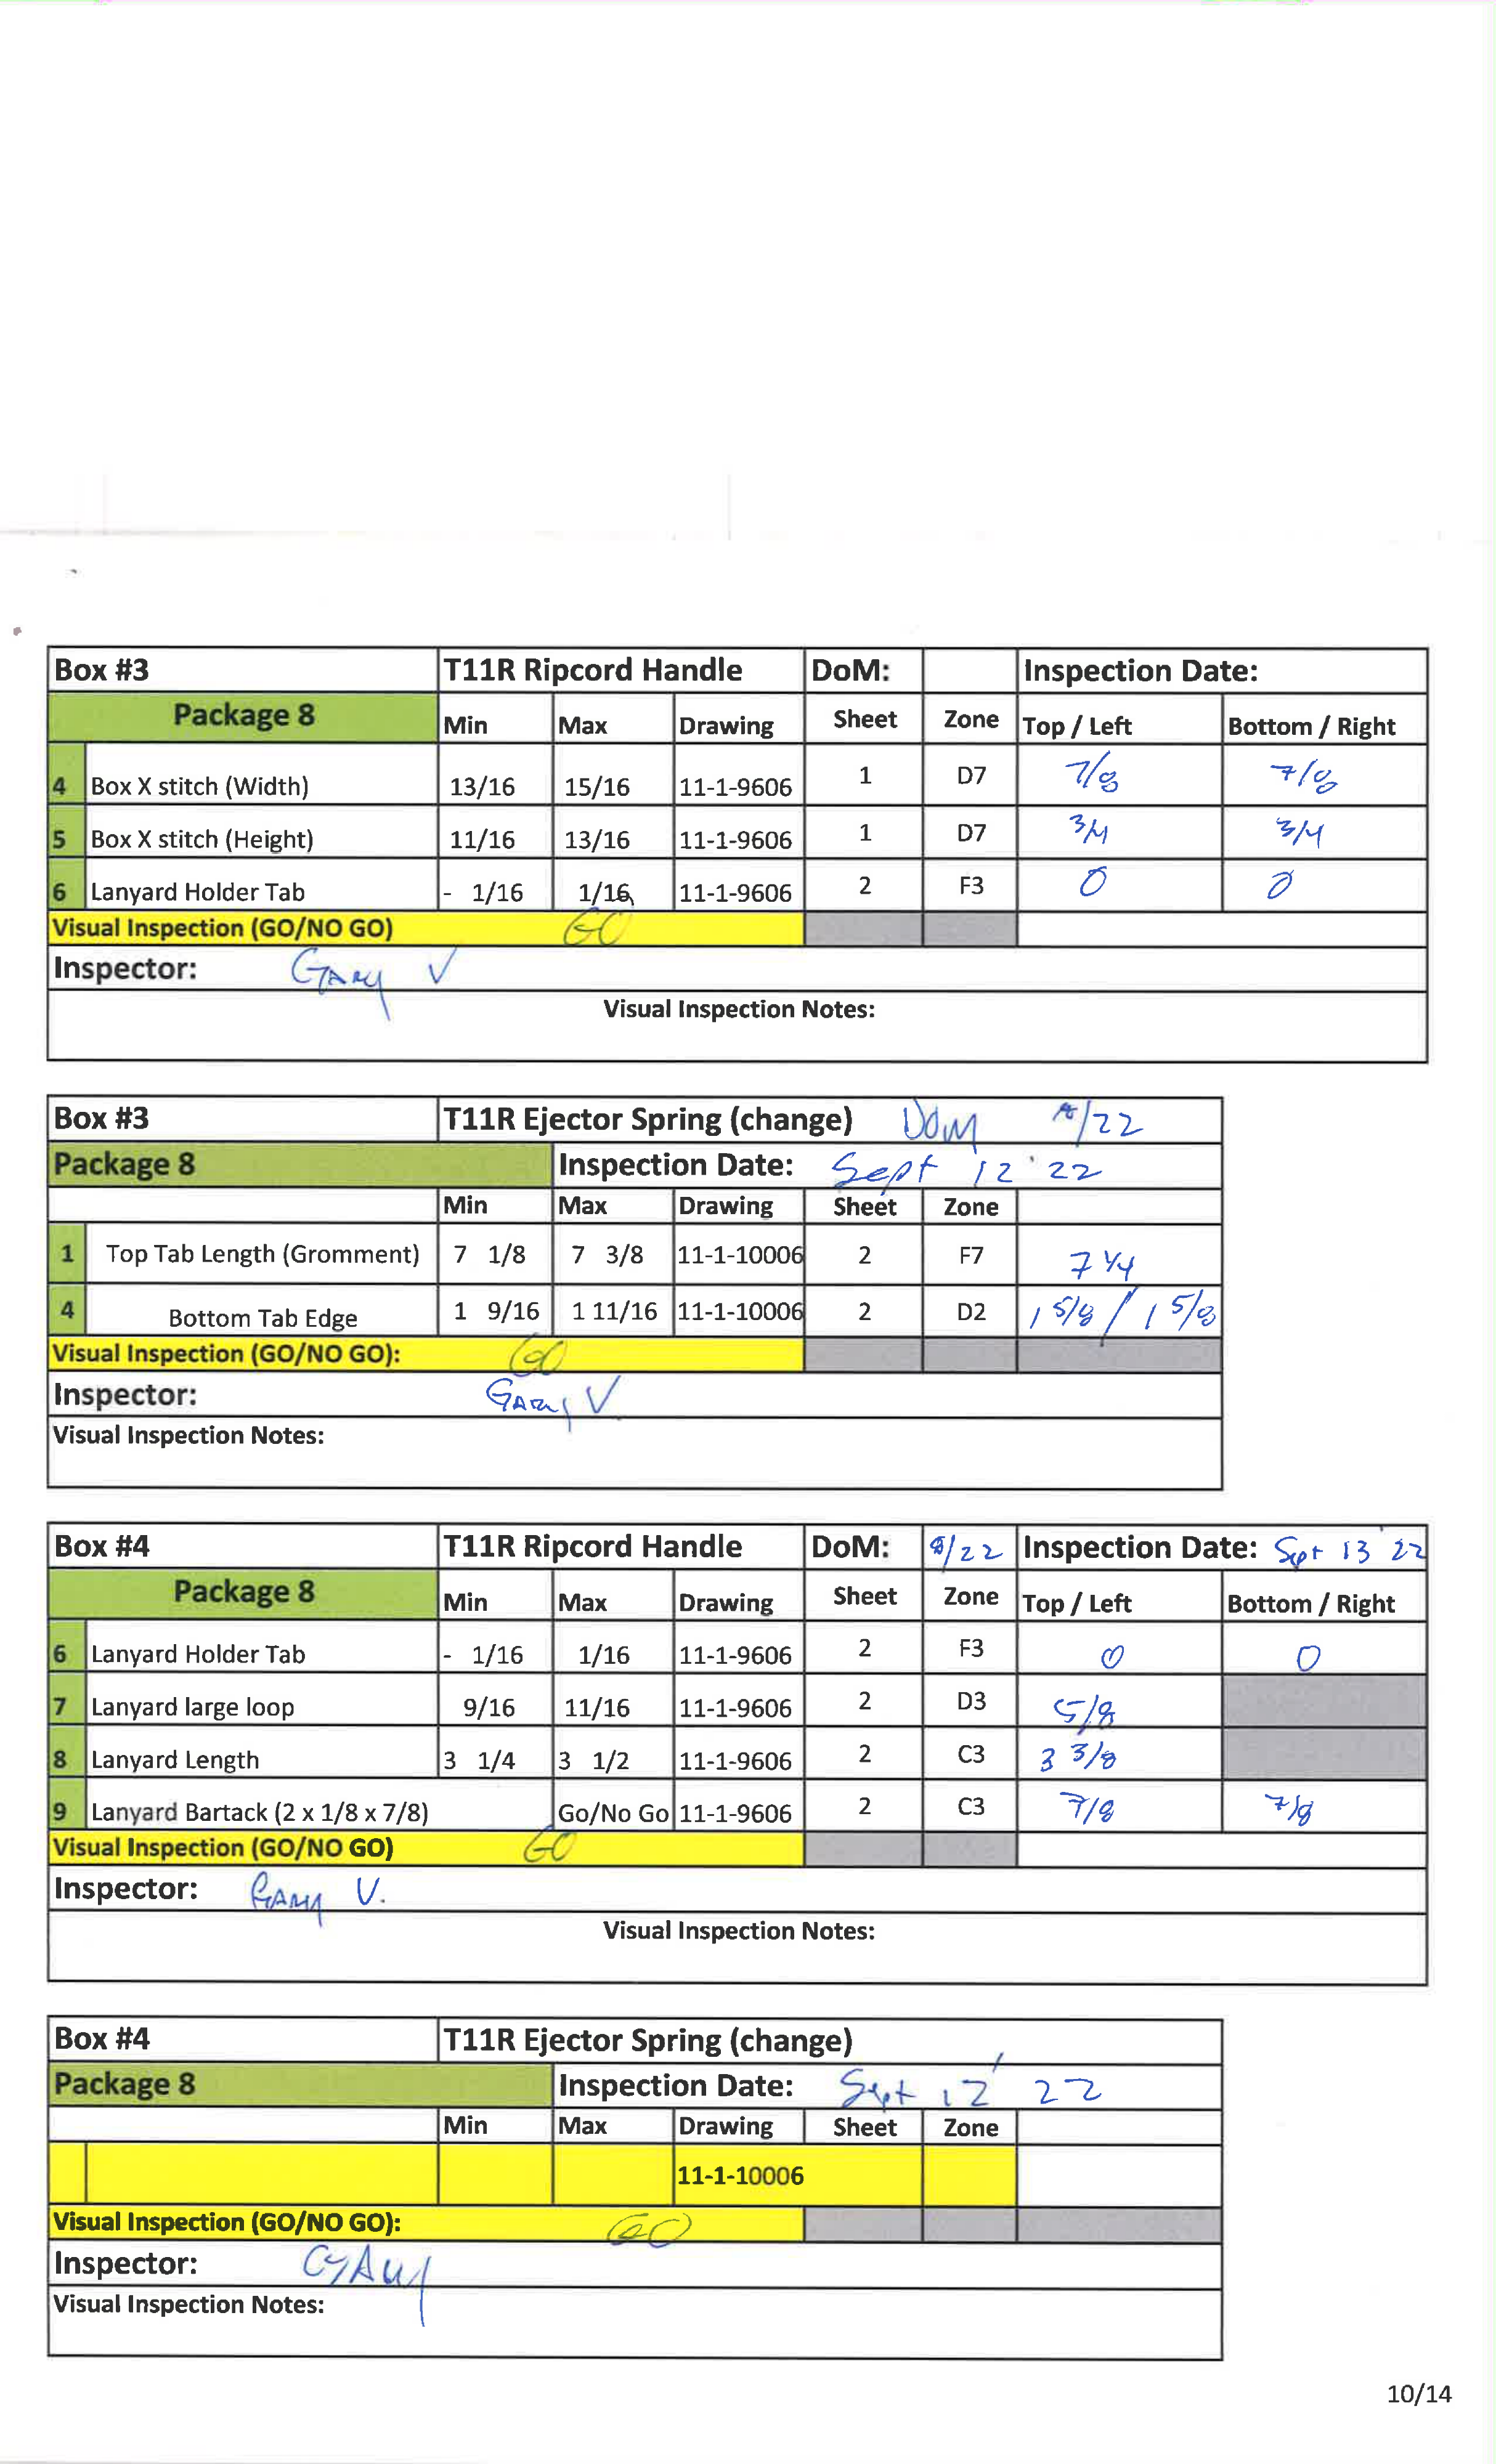 Box #3 T11R Ripcord Handle DoM: Inspection Date:
Package 8 Min Max Drawing Sheet Zone Top / Left Bottom / Right
4 Box X stitch (Width) 13/16 15/16 11-1-9606 1 D7 7/8 7/8
5 Box X stitch (Height) 11/16 13/16 11-1-9606 1 D7 3/4 3/4
6 Lanyard Holder Tab - 1/16 1/16 11-1-9606 2 F3 0 0
Visual Inspection (GO/NO GO) GO
Inspector: GARY V
Visual Inspection Notes:
Box #3 T11R Ejector Spring (change) DOM /22
Package 8 Inspection Date: Sept 12 '22
Min Max Drawing Sheet Zone
1 Top Tab Length (Gromment) 7 1/8 7 3/8 11-1-10006 2 F7 7 1/4
4 Bottom Tab Edge 1 9/16 1 11/16 11-1-10006 2 D2 1 5/8 / 1 5/8
Visual Inspection (GO/NO GO): GO
Inspector: GARY V.
Visual Inspection Notes:
Box #4 T11R Ripcord Handle DoM: /22 Inspection Date: Sept 13 '22
Package 8 Min Max Drawing Sheet Zone Top / Left Bottom / Right
6 Lanyard Holder Tab - 1/16 1/16 11-1-9606 2 F3 0 0
7 Lanyard large loop 9/16 11/16 11-1-9606 2 D3 5/8
8 Lanyard Length 3 1/4 3 1/2 11-1-9606 2 C3 3 3/8
9 Lanyard Bartack (2 x 1/8 x 7/8) Go/No Go 11-1-9606 2 C3 7/8 7/8
Visual Inspection (GO/NO GO) GO
Inspector: GARY V.
Visual Inspection Notes:
Box #4 T11R Ejector Spring (change)
Package 8 Inspection Date: Sept 12 '22
Min Max Drawing Sheet Zone
11-1-10006
Visual Inspection (GO/NO GO): GO
Inspector: GARY
Visual Inspection Notes:
10/14